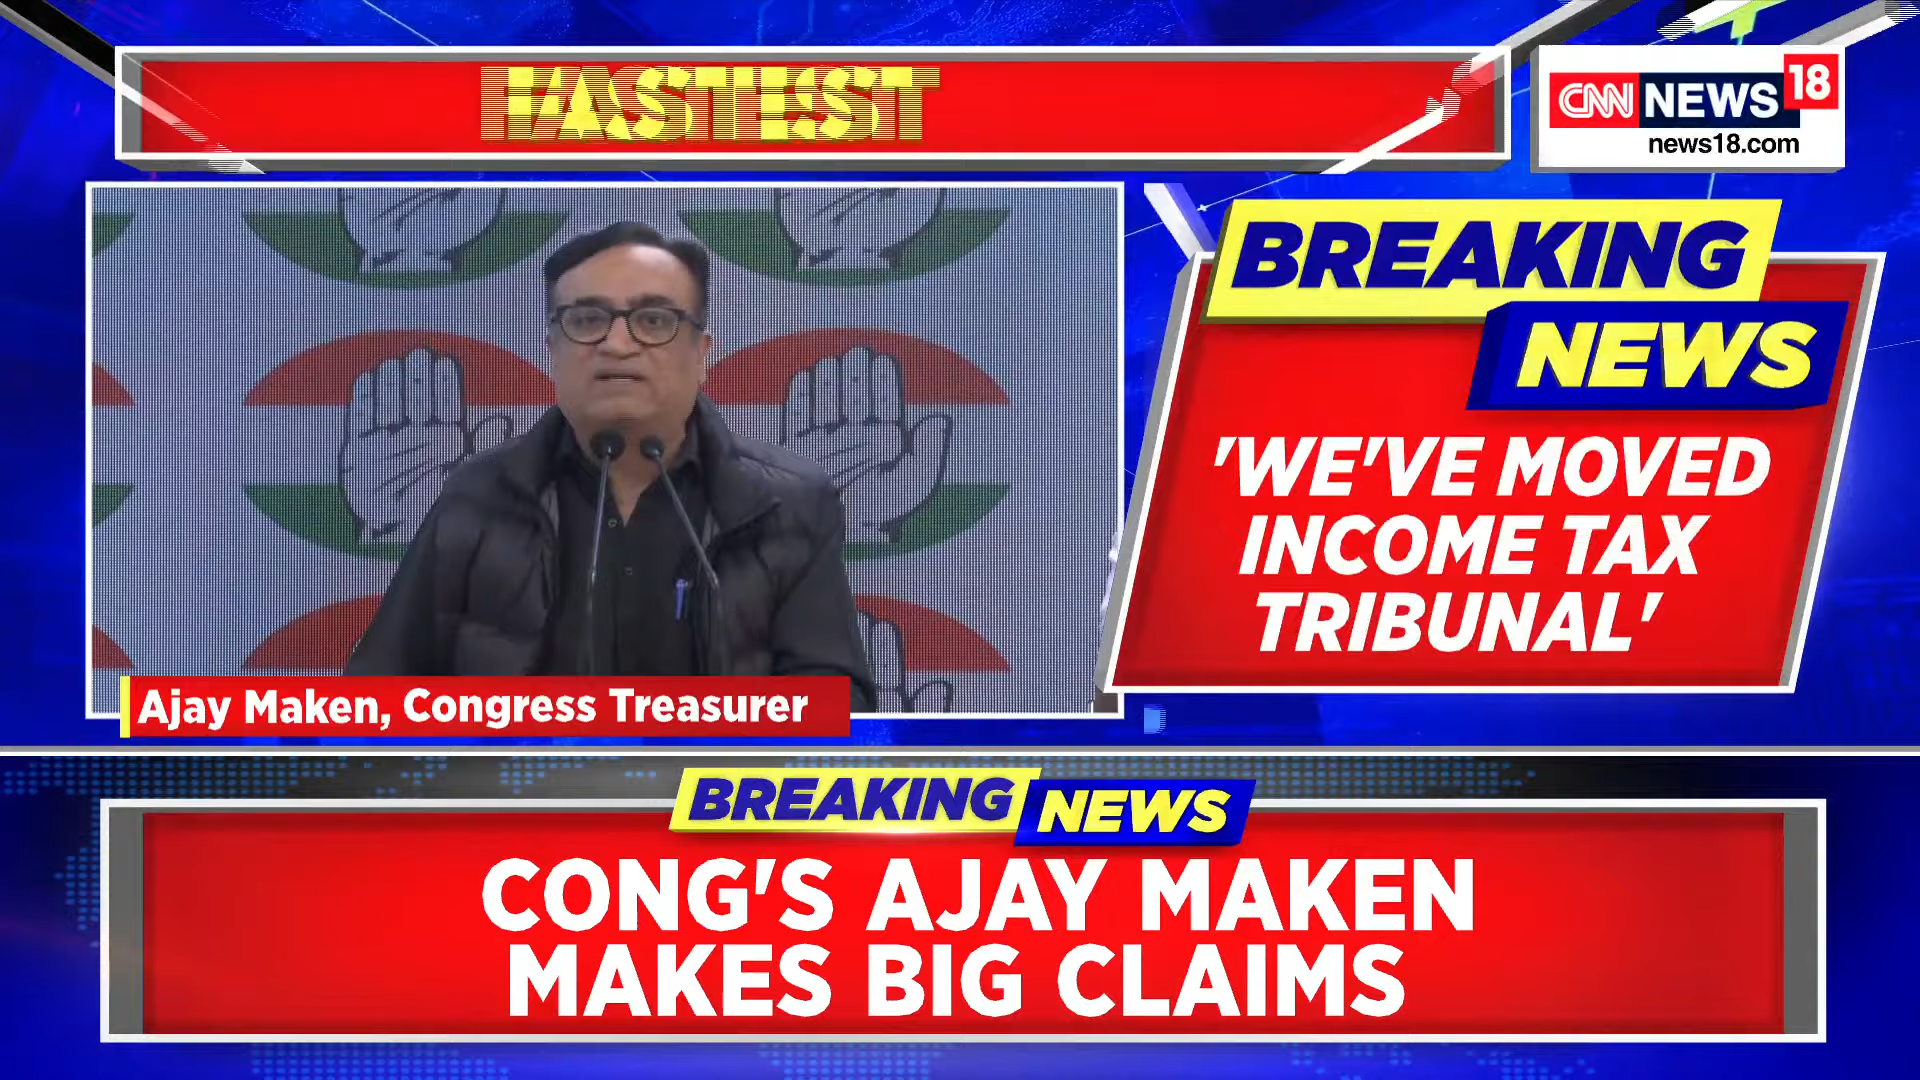 FASTEST
CNN NEWS 18
news18.com
BREAKING
NEWS
'WE'VE MOVED
INCOME TAX
TRIBUNAL'
Ajay Maken, Congress Treasurer
BREAKING NEWS
CONG'S AJAY MAKEN
MAKES BIG CLAIMS